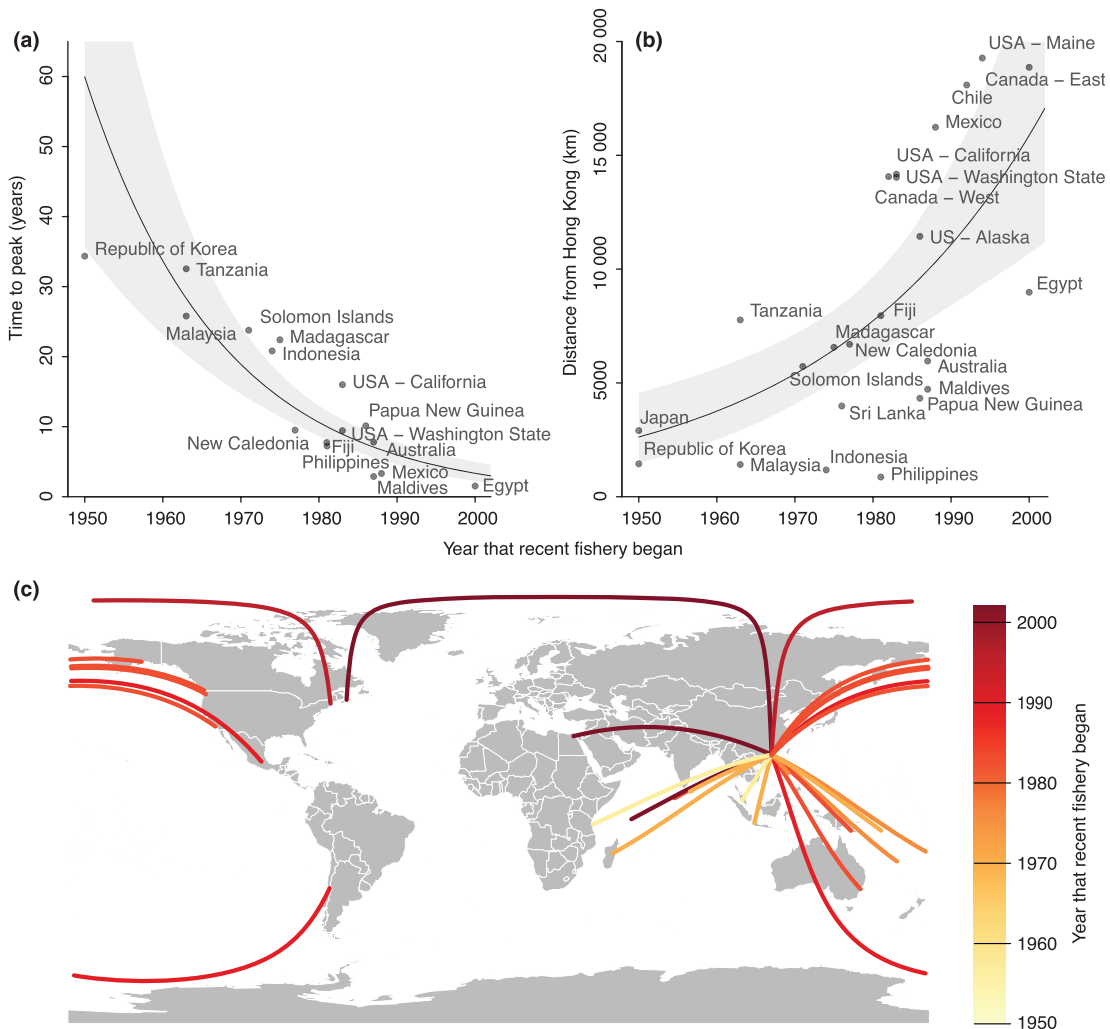 (a)
Time to peak (years)
60
50
40
30
20
10
0
Republic of Korea
Tanzania
Malaysia
Solomon Islands
Madagascar
Indonesia
USA – California
Papua New Guinea
New Caledonia
USA – Washington State
Fiji
Australia
Philippines
Mexico
Maldives
Egypt
1950 1960 1970 1980 1990 2000
(b)
Distance from Hong Kong (km)
20 000
15 000
10 000
5000
0
USA – Maine
Canada – East
Chile
Mexico
USA – California
USA – Washington State
Canada – West
US – Alaska
Egypt
Tanzania
Fiji
Madagascar
New Caledonia
Australia
Solomon Islands
Maldives
Papua New Guinea
Sri Lanka
Japan
Republic of Korea
Indonesia
Malaysia
Philippines
1950 1960 1970 1980 1990 2000
Year that recent fishery began
(c)
2000
1990
1980
1970
1960
1950
Year that recent fishery began